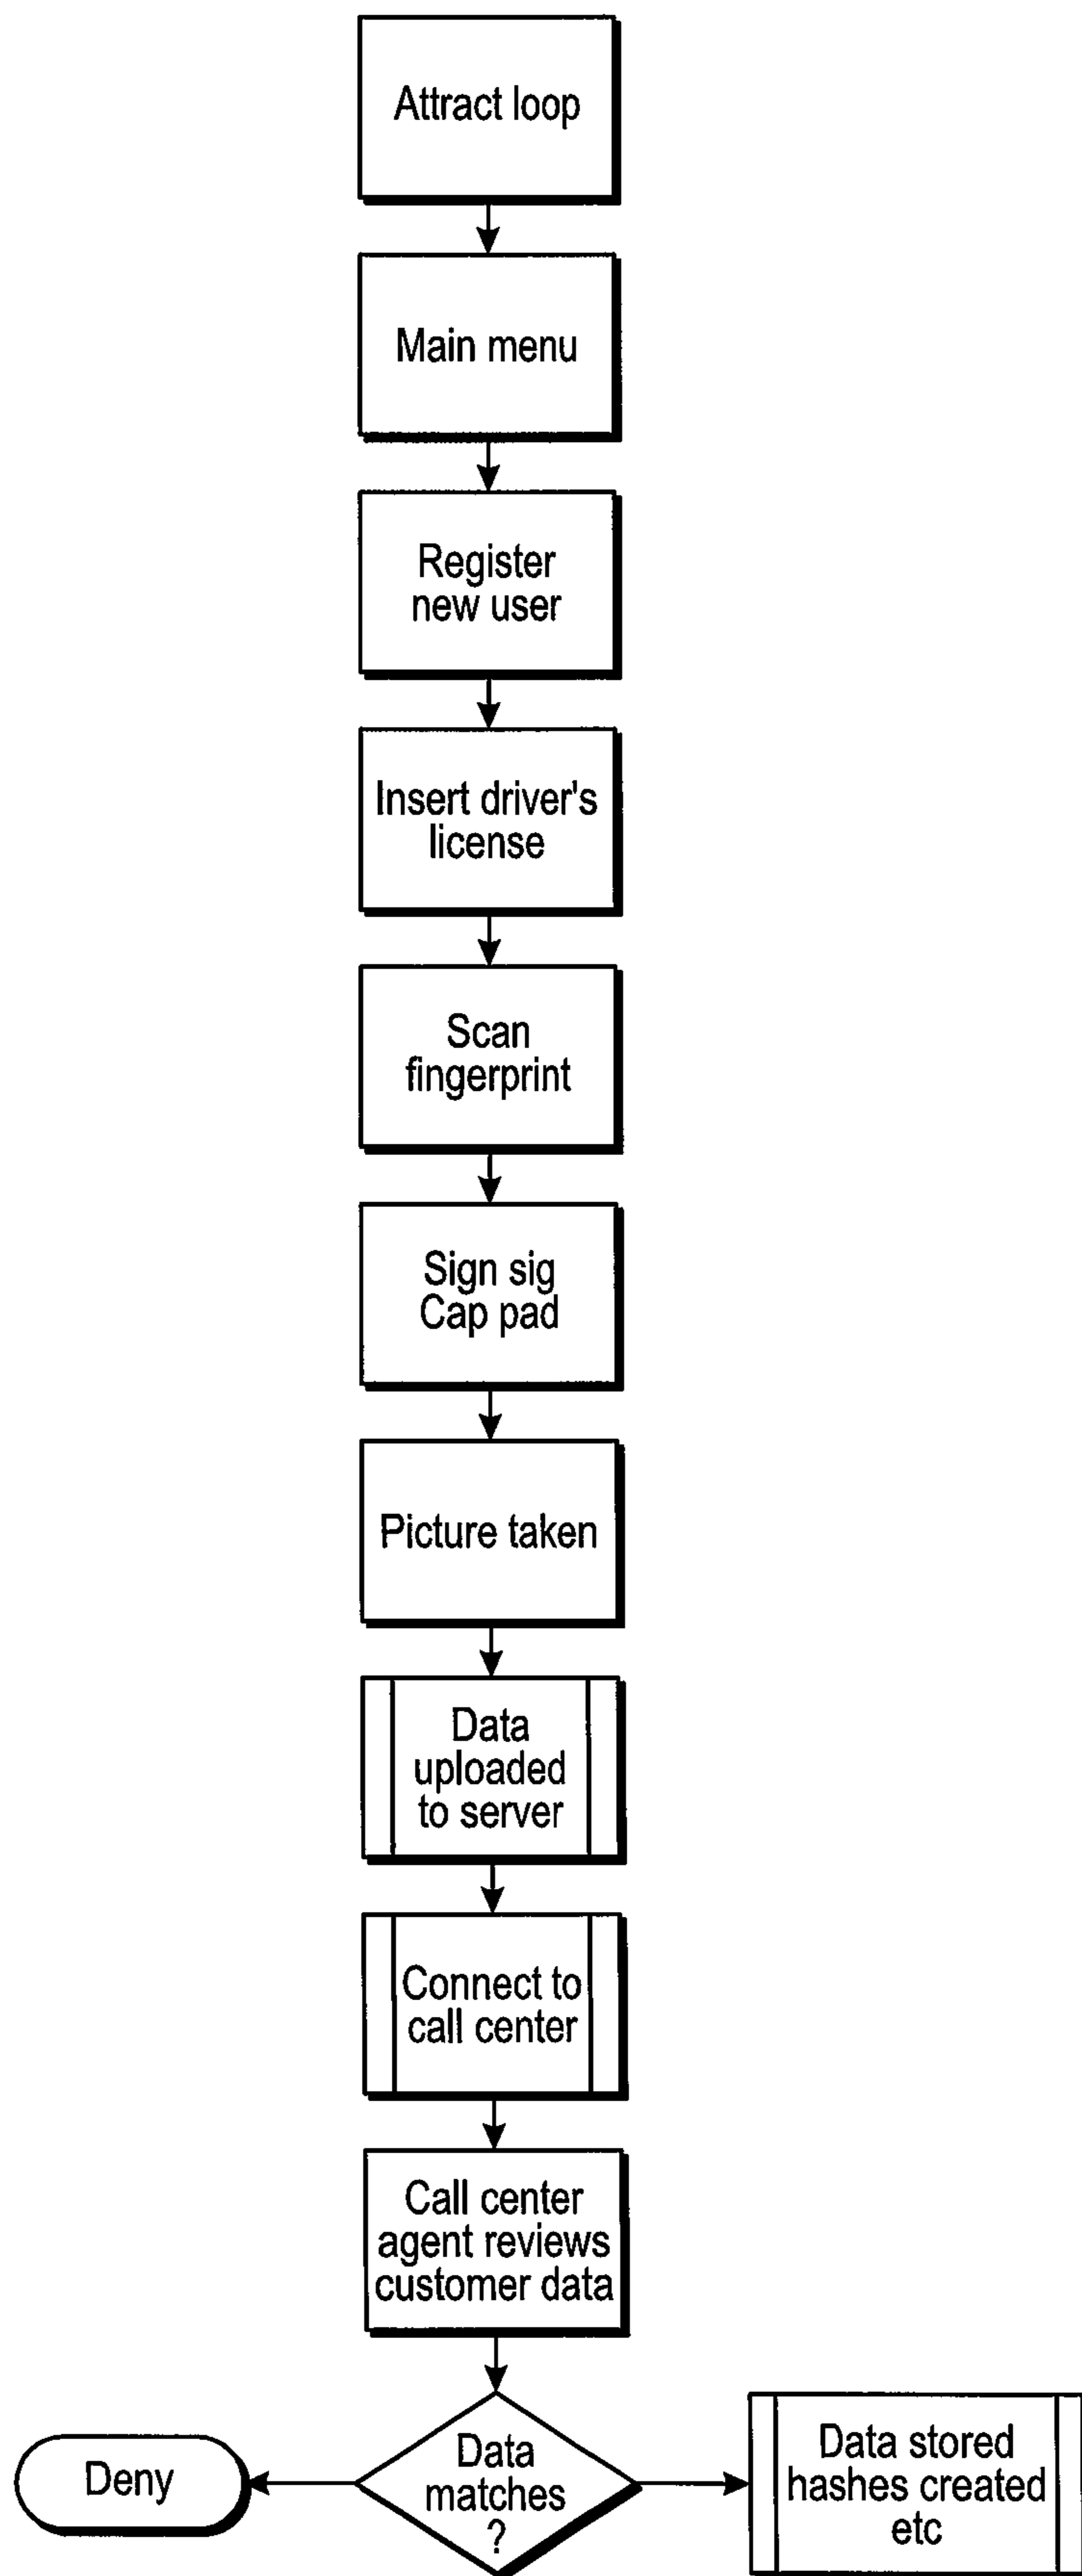 Attract loop
Main menu
Register
new user
Insert driver's
license
Scan
fingerprint
Sign sig
Cap pad
Picture taken
Data
uploaded
to server
Connect to
call center
Call center
agent reviews
customer data
Deny
Data
matches
?
Data stored
hashes created
etc